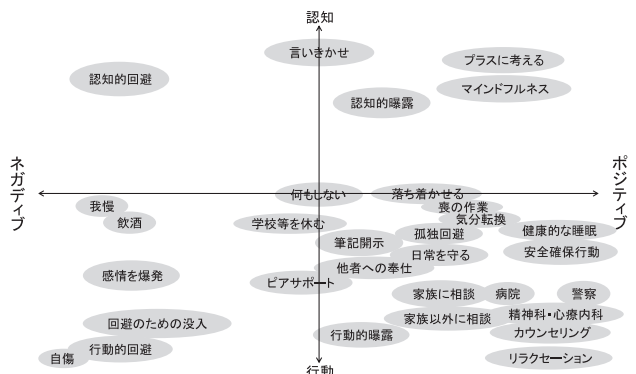 認知
言いきかせ
プラスに考える
認知的回避
マインドフルネス
認知的曝露
ネガティブ
ポジティブ
何もしない
落ち着かせる
我慢
喪の作業
飲酒
学校等を休む
気分転換
孤独回避
健康的な睡眠
筆記開示
日常を守る
安全確保行動
他者への奉仕
感情を爆発
ピアサポート
家族に相談
病院
警察
回避のための没入
家族以外に相談
精神科・心療内科
行動的曝露
カウンセリング
行動的回避
自傷
リラクセーション
行動